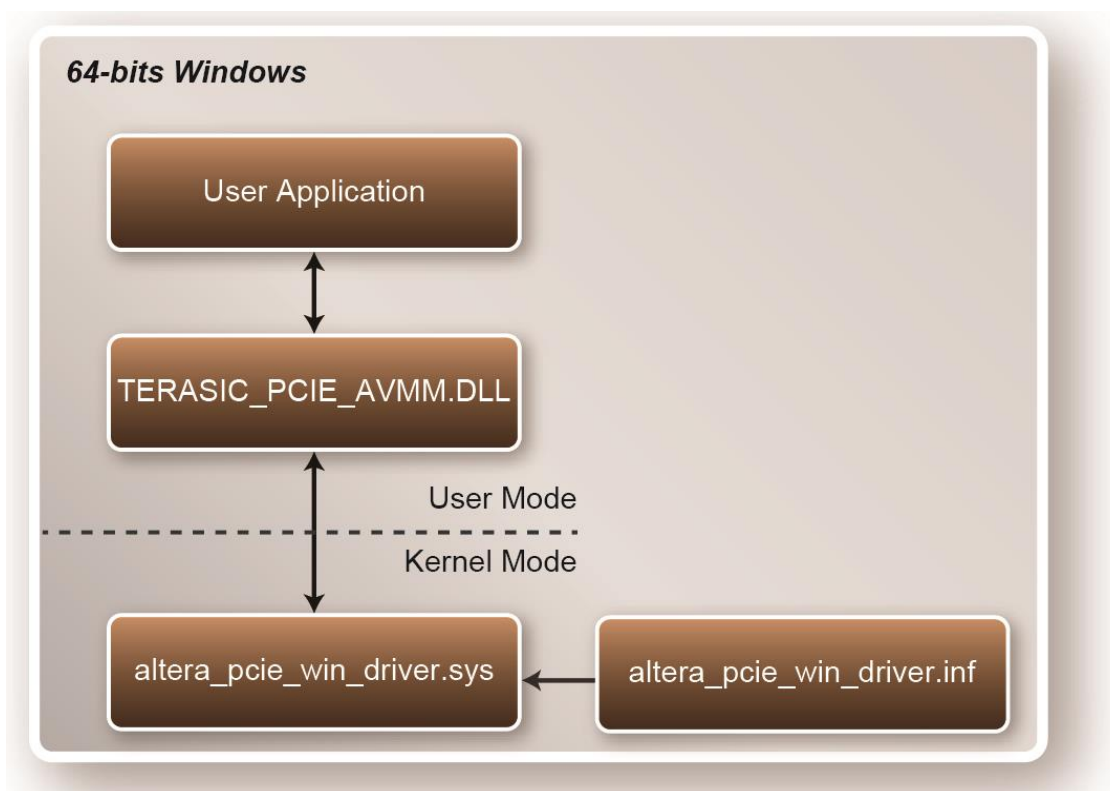 64-bits Windows
User Application
TERASIC_PCIE_AVMM.DLL
User Mode
Kernel Mode
altera_pcie_win_driver.sys
altera_pcie_win_driver.inf